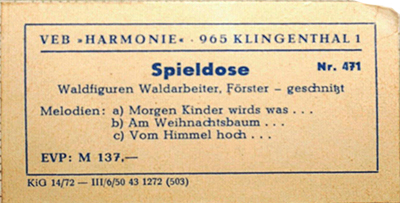 VEB »HARMONIE« · 965 KLINGENTHAL 1
Spieldose Nr. 471
Waldfiguren Waldarbeiter, Förster – geschnitzt
Melodien: a) Morgen Kinder wirds was . . .
b) Am Weihnachtsbaum . . .
c) Vom Himmel hoch . . .
EVP: M 137.—
KiG 14/72 — III/6/50 43 1272 (503)